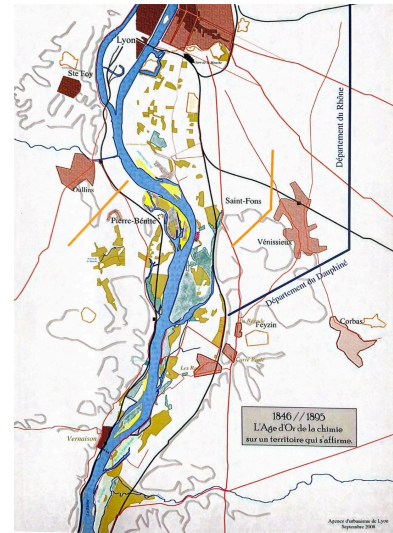 Lyon
Ste Foy
Département du Rhône
Oullins
Saint-Fons
Pierre-Bénite
Vénissieux
Département du Dauphiné
Feyzin
Corbas
Vernaison
1846 // 1895
L'Age d'Or de la chimie
sur un territoire qui s'affirme.
Agence d'urbanisme de Lyon
Septembre 2008